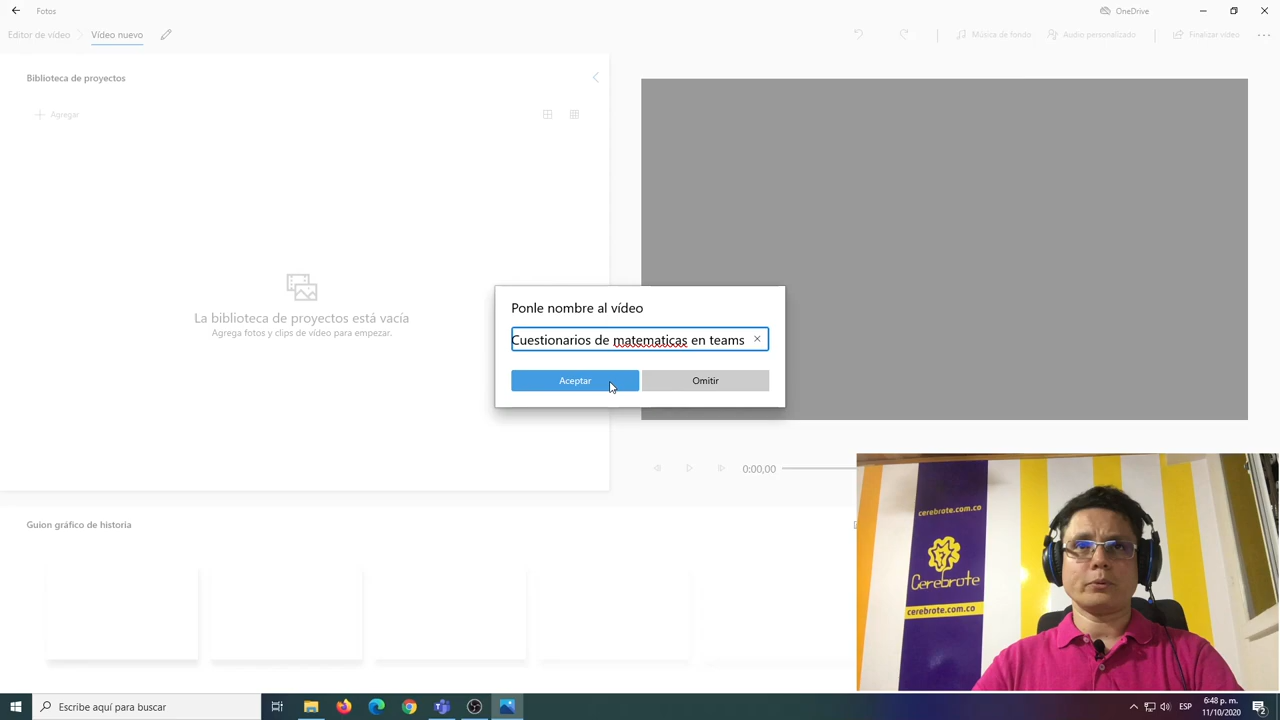 Fotos
OneDrive
Editor de vídeo
Vídeo nuevo
Música de fondo
Audio personalizado
Finalizar vídeo
Biblioteca de proyectos
Agregar
La biblioteca de proyectos está vacía
Agrega fotos y clips de vídeo para empezar.
Ponle nombre al vídeo
Cuestionarios de matematicas en teams
Aceptar
Omitir
0:00,00
Guion gráfico de historia
cerebrote.com.co
Cerebrote
cerebrote.com.co
Escribe aquí para buscar
ESP
6:48 p. m.
11/10/2020
2